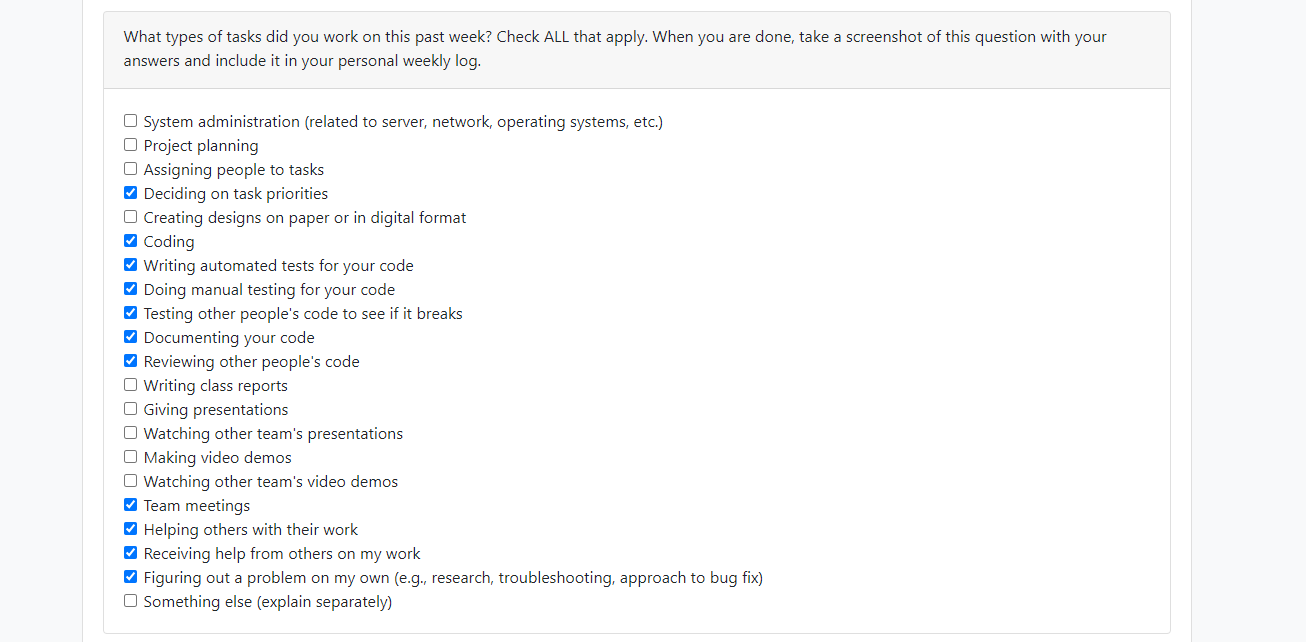 What types of tasks did you work on this past week? Check ALL that apply. When you are done, take a screenshot of this question with your
answers and include it in your personal weekly log.
System administration (related to server, network, operating systems, etc.)
Project planning
Assigning people to tasks
Deciding on task priorities
Creating designs on paper or in digital format
Coding
Writing automated tests for your code
Doing manual testing for your code
Testing other people's code to see if it breaks
Documenting your code
Reviewing other people's code
Writing class reports
Giving presentations
Watching other team's presentations
Making video demos
Watching other team's video demos
Team meetings
Helping others with their work
Receiving help from others on my work
Figuring out a problem on my own (e.g., research, troubleshooting, approach to bug fix)
Something else (explain separately)